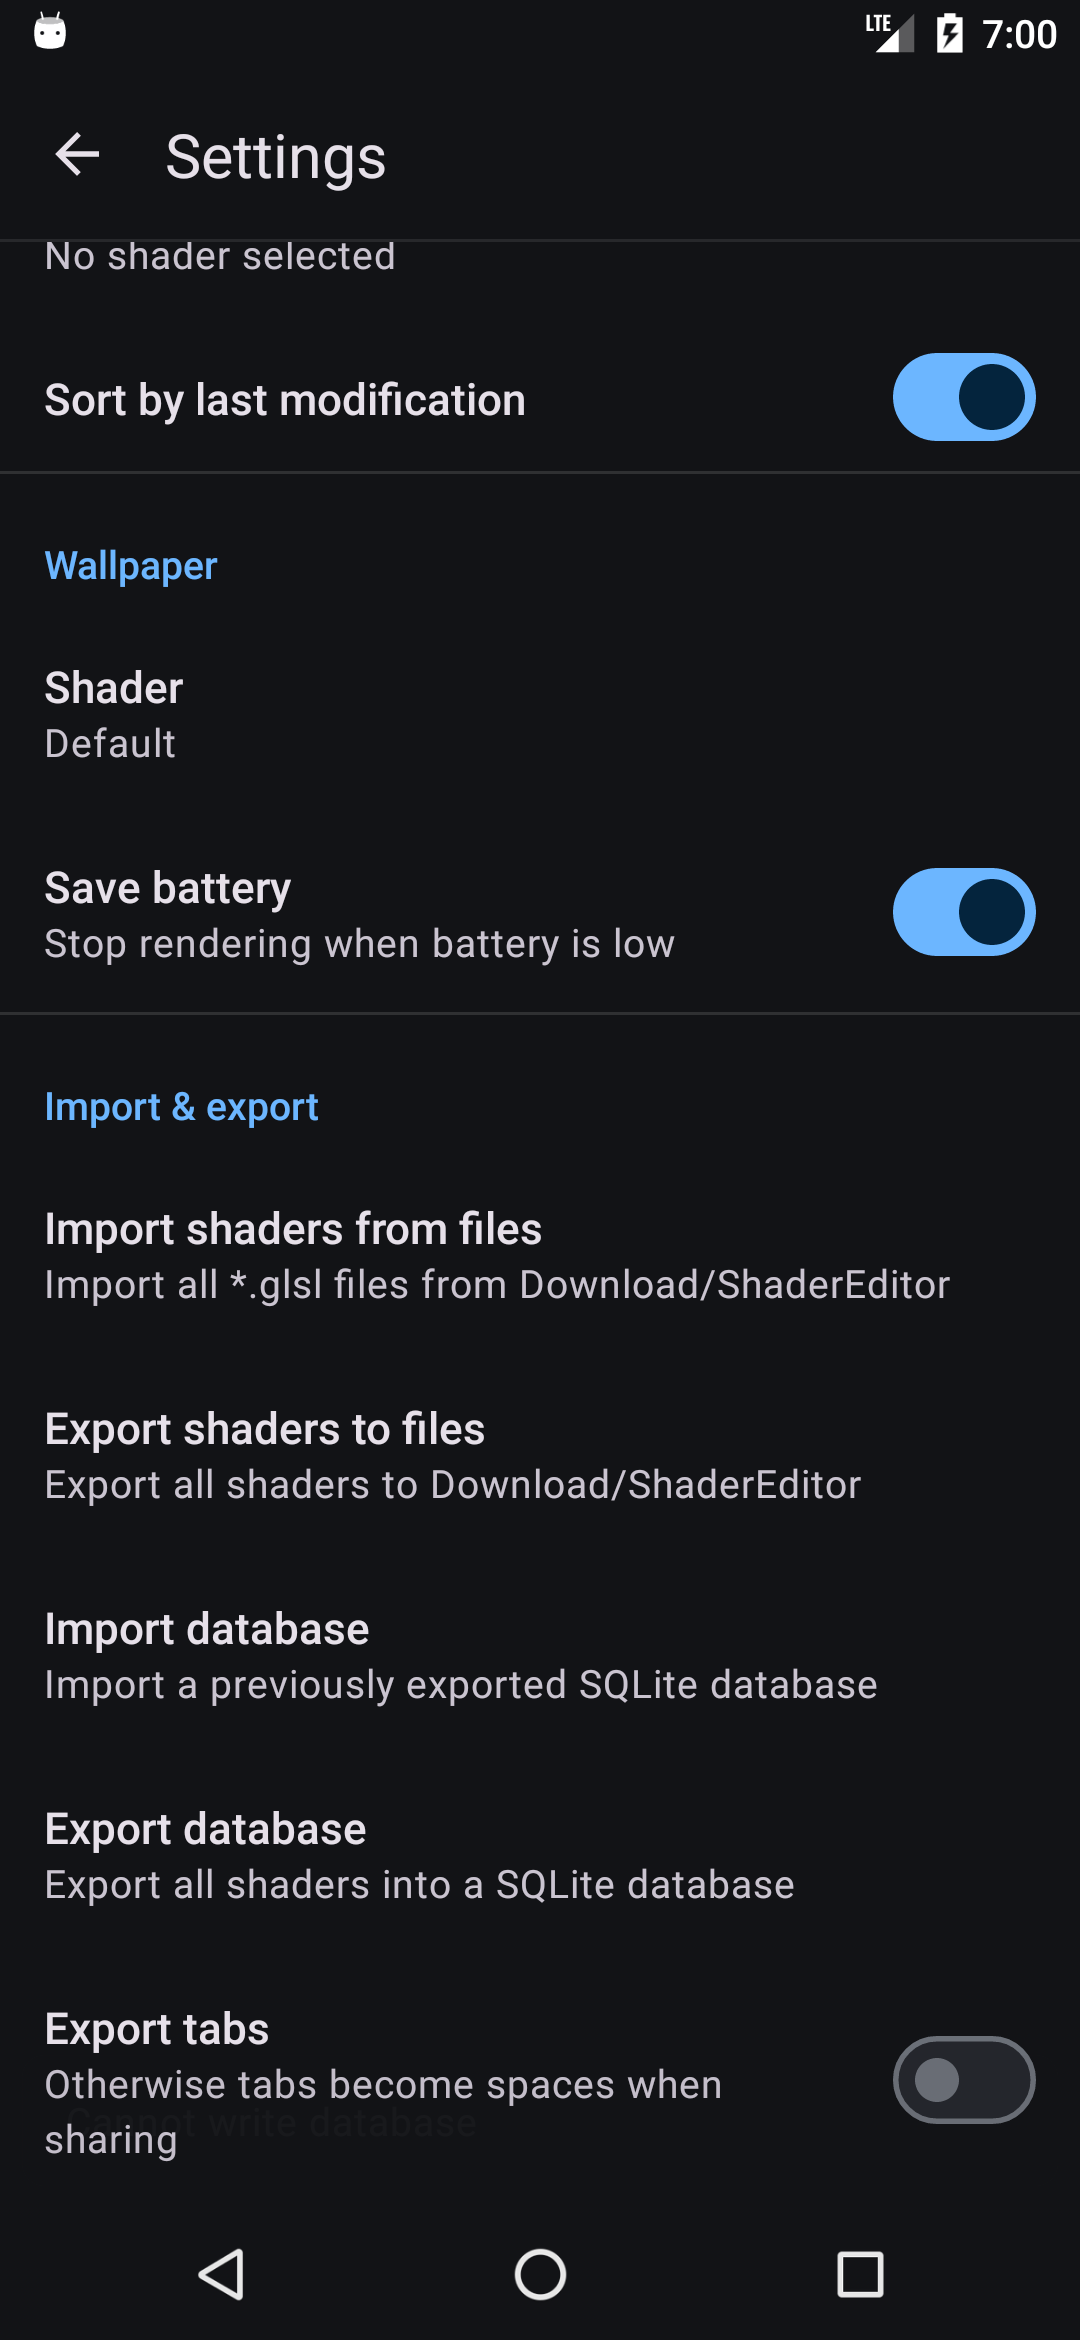 LTE 7:00
Settings
No shader selected
Sort by last modification
Wallpaper
Shader
Default
Save battery
Stop rendering when battery is low
Import & export
Import shaders from files
Import all *.glsl files from Download/ShaderEditor
Export shaders to files
Export all shaders to Download/ShaderEditor
Import database
Import a previously exported SQLite database
Export database
Export all shaders into a SQLite database
Export tabs
Otherwise tabs become spaces when
Cannot write database
sharing